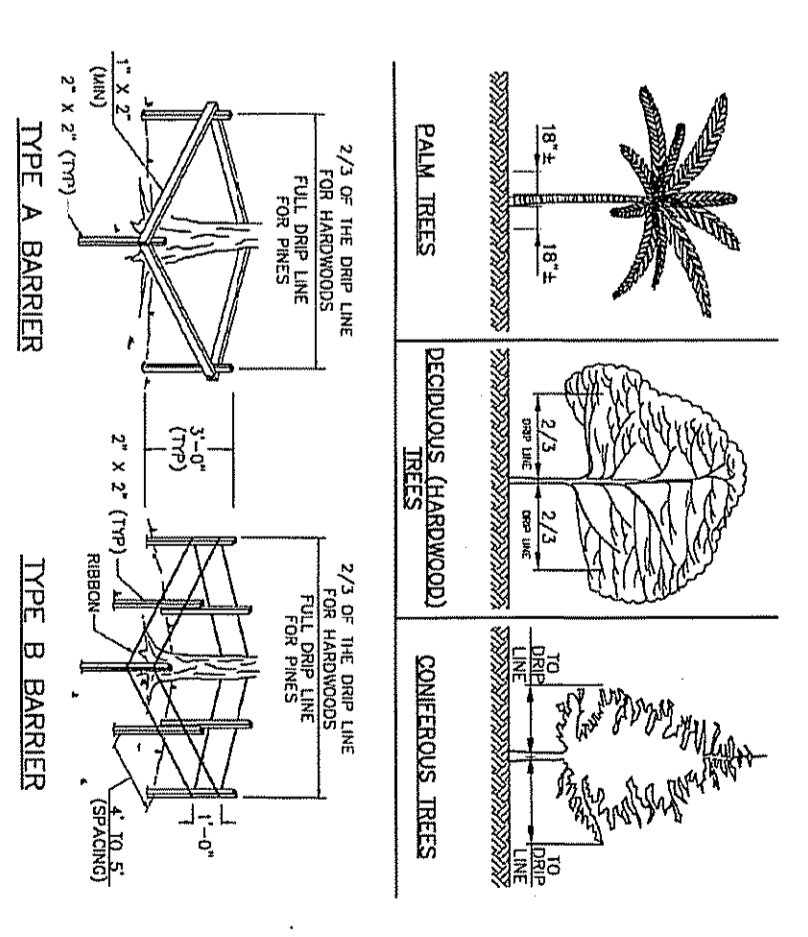 18"±
18"±
PALM TREES
2/3
DRIP LINE
2/3
DRIP LINE
DECIDUOUS (HARDWOOD)
TREES
TO
DRIP
LINE
TO
DRIP
LINE
CONIFEROUS TREES
2/3 OF THE DRIP LINE
FOR HARDWOODS
FULL DRIP LINE
FOR PINES
1" X 2"
(MIN)
2" X 2" (TYP)
3'-0"
(TYP)
TYPE A BARRIER
2/3 OF THE DRIP LINE
FOR HARDWOODS
FULL DRIP LINE
FOR PINES
2" X 2" (TYP)
RIBBON
1'-0"
4' TO 5'
(SPACING)
TYPE B BARRIER